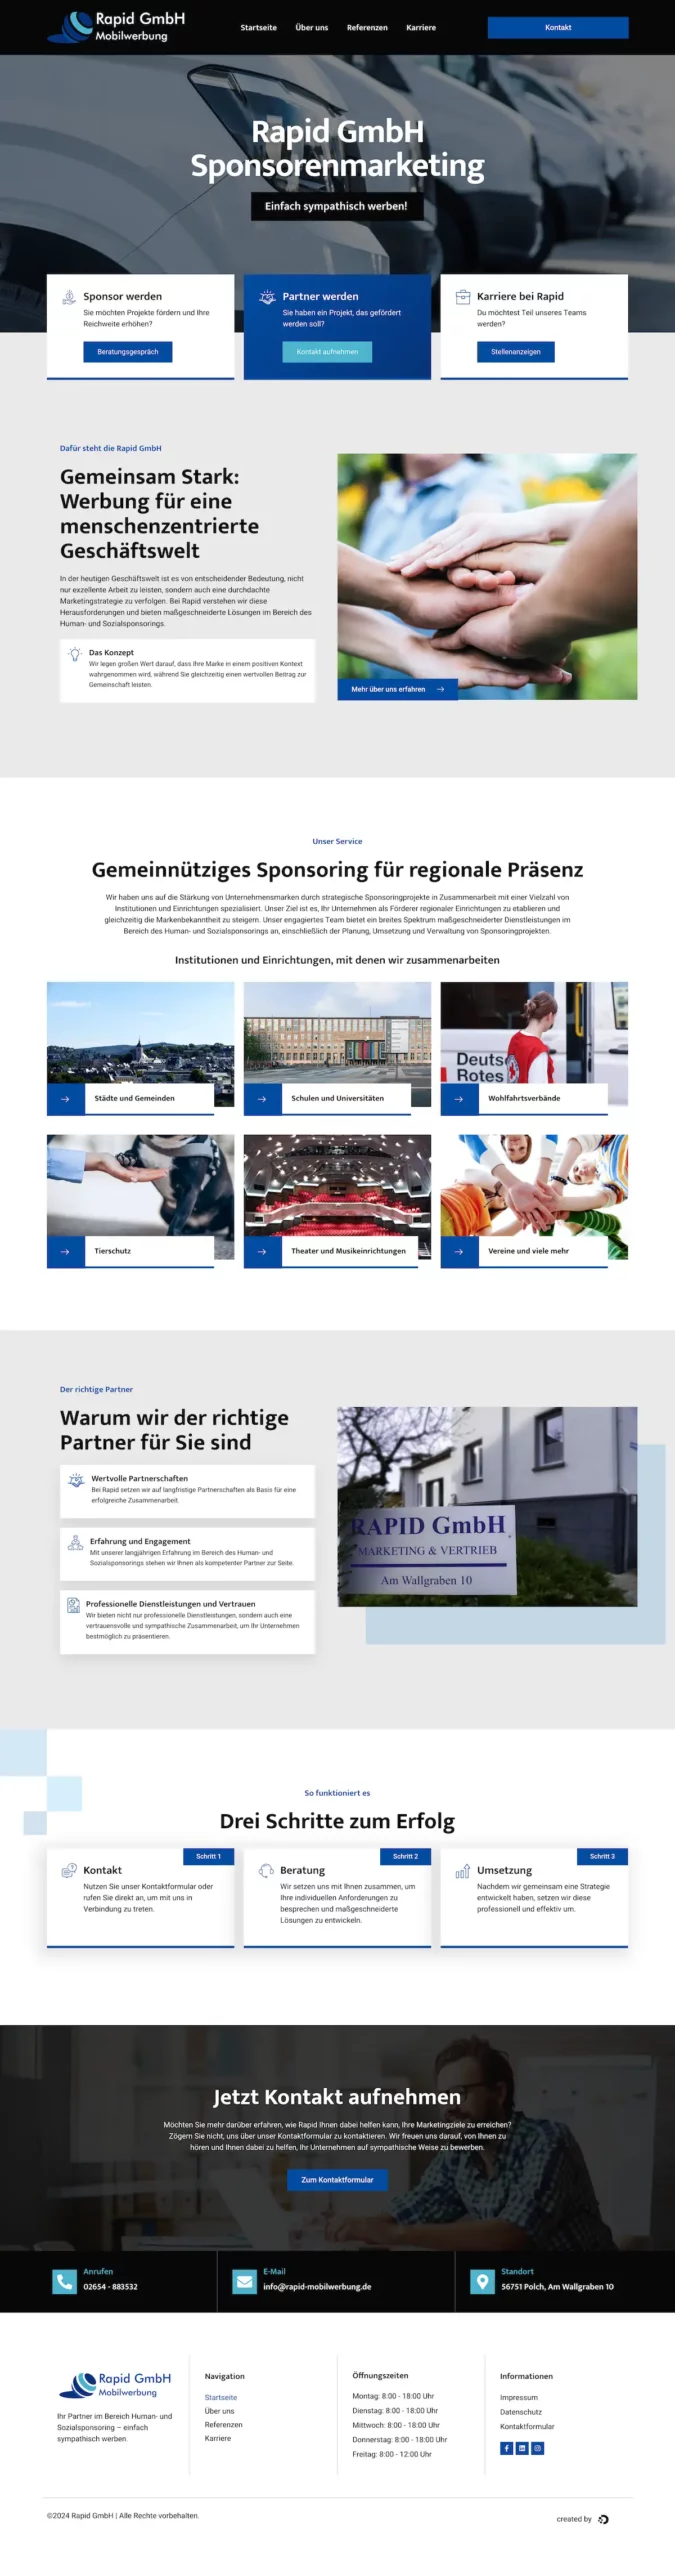 Rapid GmbH
Mobilwerbung
Startseite
Über uns
Referenzen
Karriere
Kontakt
Rapid GmbH
Sponsorenmarketing
Einfach sympathisch werben!
Sponsor werden
Sie möchten Projekte fördern und Ihre
Reichweite erhöhen?
Beratungsgespräch
Partner werden
Sie haben ein Projekt, das gefördert
werden soll?
Kontakt aufnehmen
Karriere bei Rapid
Du möchtest Teil unseres Teams
werden?
Stellenanzeigen
Dafür steht die Rapid GmbH
Gemeinsam Stark:
Werbung für eine
menschenzentrierte
Geschäftswelt
In der heutigen Geschäftswelt ist es von entscheidender Bedeutung, nicht
nur exzellente Arbeit zu leisten, sondern auch eine durchdachte
Marketingstrategie zu verfolgen. Bei Rapid verstehen wir diese
Herausforderungen und bieten maßgeschneiderte Lösungen im Bereich des
Human- und Sozialsponsorings.
Das Konzept
Wir legen großen Wert darauf, dass Ihre Marke in einem positiven Kontext
wahrgenommen wird, während Sie gleichzeitig einen wertvollen Beitrag zur
Gemeinschaft leisten.
Mehr über uns erfahren
Unser Service
Gemeinnütziges Sponsoring für regionale Präsenz
Wir haben uns auf die Stärkung von Unternehmensmarken durch strategische Sponsoringprojekte in Zusammenarbeit mit einer Vielzahl von
Institutionen und Einrichtungen spezialisiert. Unser Ziel ist es, Ihr Unternehmen als Förderer regionaler Einrichtungen zu etablieren und
gleichzeitig die Markenbekanntheit zu steigern. Unser engagiertes Team bietet ein breites Spektrum maßgeschneiderter Dienstleistungen im
Bereich des Human- und Sozialsponsorings an, einschließlich der Planung, Umsetzung und Verwaltung von Sponsoringprojekten.
Institutionen und Einrichtungen, mit denen wir zusammenarbeiten
Deuts
Rotes
Städte und Gemeinden
Schulen und Universitäten
Wohlfahrtsverbände
Tierschutz
Theater und Musikeinrichtungen
Vereine und viele mehr
Der richtige Partner
Warum wir der richtige
Partner für Sie sind
Wertvolle Partnerschaften
Bei Rapid setzen wir auf langfristige Partnerschaften als Basis für eine
erfolgreiche Zusammenarbeit.
Erfahrung und Engagement
Mit unserer langjährigen Erfahrung im Bereich des Human- und
Sozialsponsorings stehen wir Ihnen als kompetenter Partner zur Seite.
Professionelle Dienstleistungen und Vertrauen
Wir bieten nicht nur professionelle Dienstleistungen, sondern auch eine
vertrauensvolle und sympathische Zusammenarbeit, um Ihr Unternehmen
bestmöglich zu präsentieren.
RAPID GmbH
MARKETING & VERTRIEB
Am Wallgraben 10
So funktioniert es
Drei Schritte zum Erfolg
Schritt 1
Kontakt
Nutzen Sie unser Kontaktformular oder
rufen Sie direkt an, um mit uns in
Verbindung zu treten.
Schritt 2
Beratung
Wir setzen uns mit Ihnen zusammen, um
Ihre individuellen Anforderungen zu
besprechen und maßgeschneiderte
Lösungen zu entwickeln.
Schritt 3
Umsetzung
Nachdem wir gemeinsam eine Strategie
entwickelt haben, setzen wir diese
professionell und effektiv um.
Jetzt Kontakt aufnehmen
Möchten Sie mehr darüber erfahren, wie Rapid Ihnen dabei helfen kann, Ihre Marketingziele zu erreichen?
Zögern Sie nicht, uns über unser Kontaktformular zu kontaktieren. Wir freuen uns darauf, von Ihnen zu
hören und Ihnen dabei zu helfen, Ihr Unternehmen auf sympathische Weise zu bewerben.
Zum Kontaktformular
Anrufen
02654 - 883532
E-Mail
info@rapid-mobilwerbung.de
Standort
56751 Polch, Am Wallgraben 10
Rapid GmbH
Mobilwerbung
Ihr Partner im Bereich Human- und
Sozialsponsoring – einfach
sympathisch werben.
Navigation
Startseite
Über uns
Referenzen
Karriere
Öffnungszeiten
Montag: 8:00 - 18:00 Uhr
Dienstag: 8:00 - 18:00 Uhr
Mittwoch: 8:00 - 18:00 Uhr
Donnerstag: 8:00 - 18:00 Uhr
Freitag: 8:00 - 12:00 Uhr
Informationen
Impressum
Datenschutz
Kontaktformular
©2024 Rapid GmbH | Alle Rechte vorbehalten.
created by